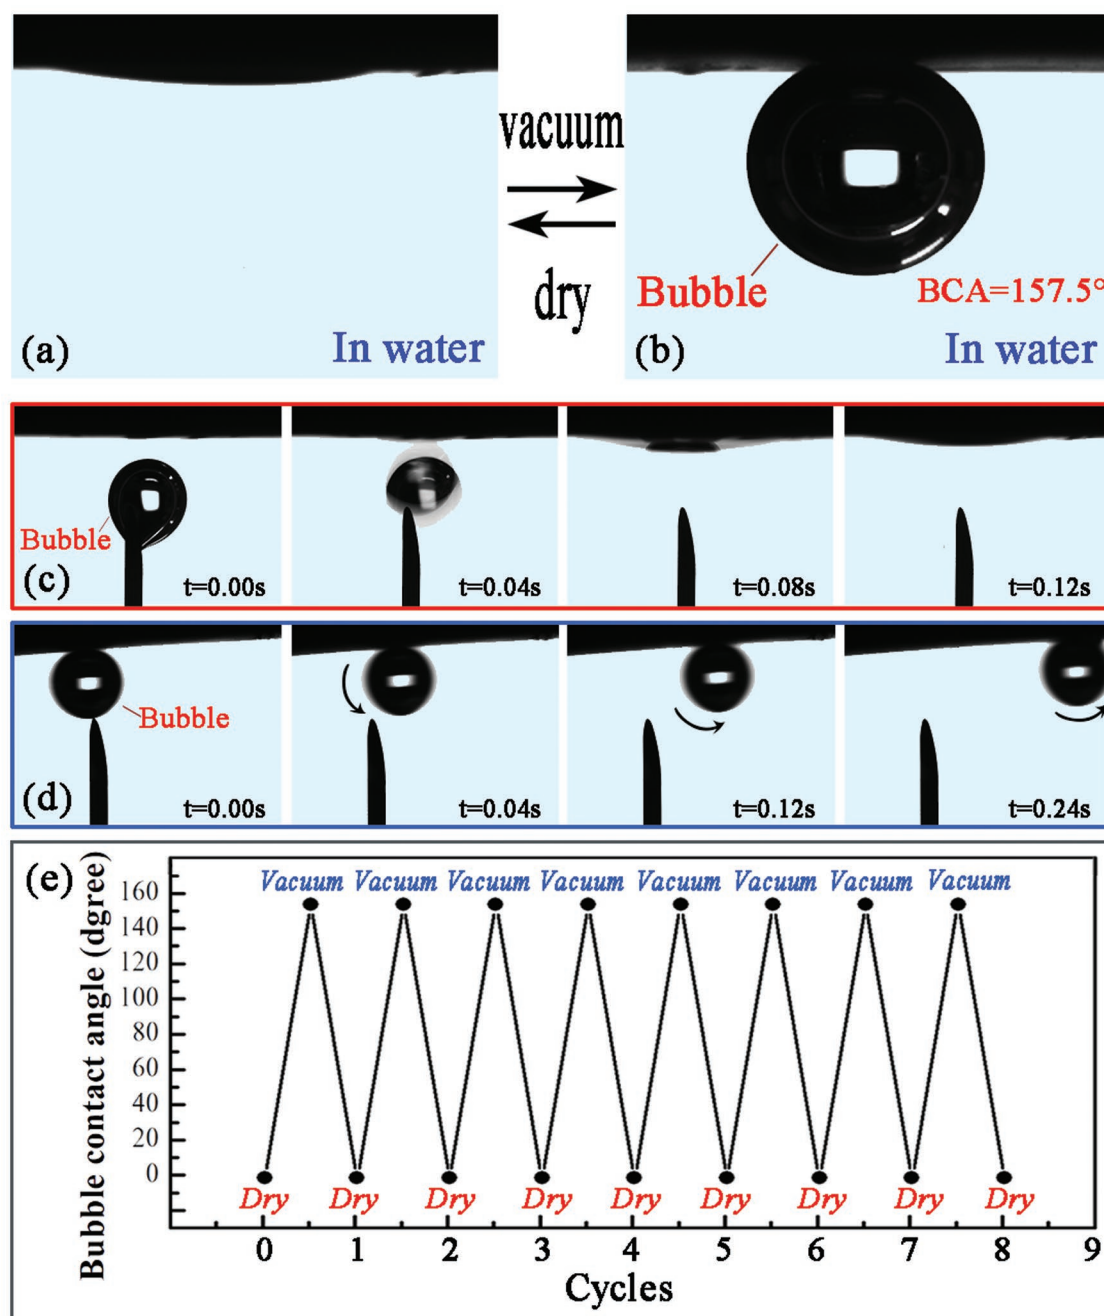 vacuum
dry
(a)
In water
Bubble
BCA=157.5°
(b)
In water
Bubble
(c)
t=0.00s
t=0.04s
t=0.08s
t=0.12s
Bubble
(d)
t=0.00s
t=0.04s
t=0.12s
t=0.24s
(e)
Bubble contact angle (dgree)
160
140
120
100
80
60
40
20
0
Vacuum Vacuum Vacuum Vacuum Vacuum Vacuum Vacuum Vacuum
Dry Dry Dry Dry Dry Dry Dry Dry Dry
0 1 2 3 4 5 6 7 8 9
Cycles